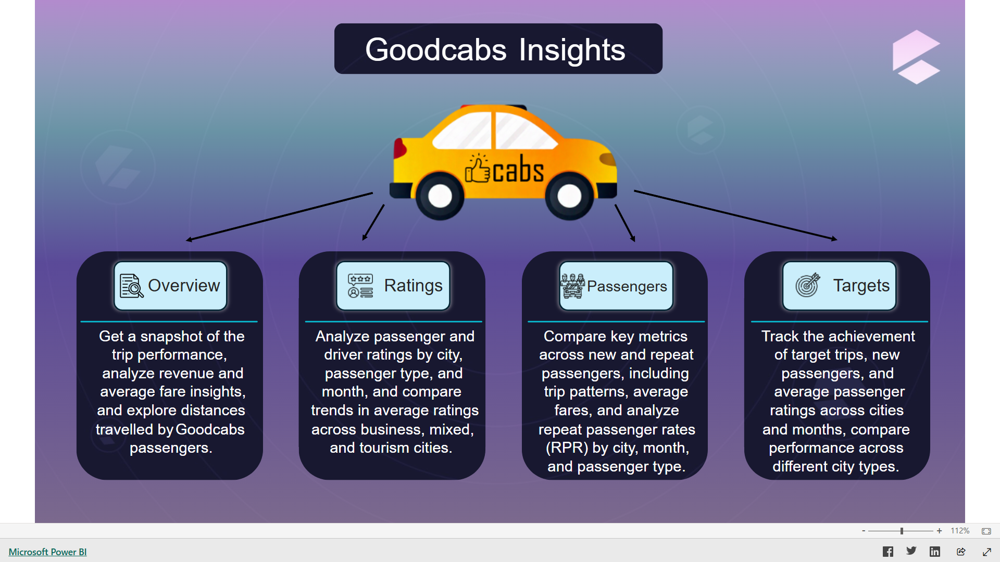 Goodcabs Insights
cabs
Overview
Get a snapshot of the
trip performance,
analyze revenue and
average fare insights,
and explore distances
travelled by Goodcabs
passengers.
Ratings
Analyze passenger and
driver ratings by city,
passenger type, and
month, and compare
trends in average ratings
across business, mixed,
and tourism cities.
Passengers
Compare key metrics
across new and repeat
passengers, including
trip patterns, average
fares, and analyze
repeat passenger rates
(RPR) by city, month,
and passenger type.
Targets
Track the achievement
of target trips, new
passengers, and
average passenger
ratings across cities
and months, compare
performance across
different city types.
- + 112%
Microsoft Power BI